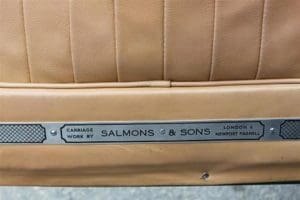 CARRIAGE
WORK BY
SALMONS & SONS
LONDON &
NEWPORT PAGNELL